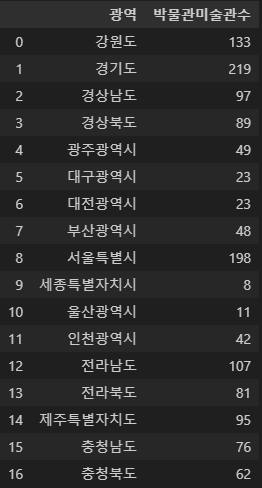 광역 박물관미술관수
0 강원도 133
1 경기도 219
2 경상남도 97
3 경상북도 89
4 광주광역시 49
5 대구광역시 23
6 대전광역시 23
7 부산광역시 48
8 서울특별시 198
9 세종특별자치시 8
10 울산광역시 11
11 인천광역시 42
12 전라남도 107
13 전라북도 81
14 제주특별자치도 95
15 충청남도 76
16 충청북도 62